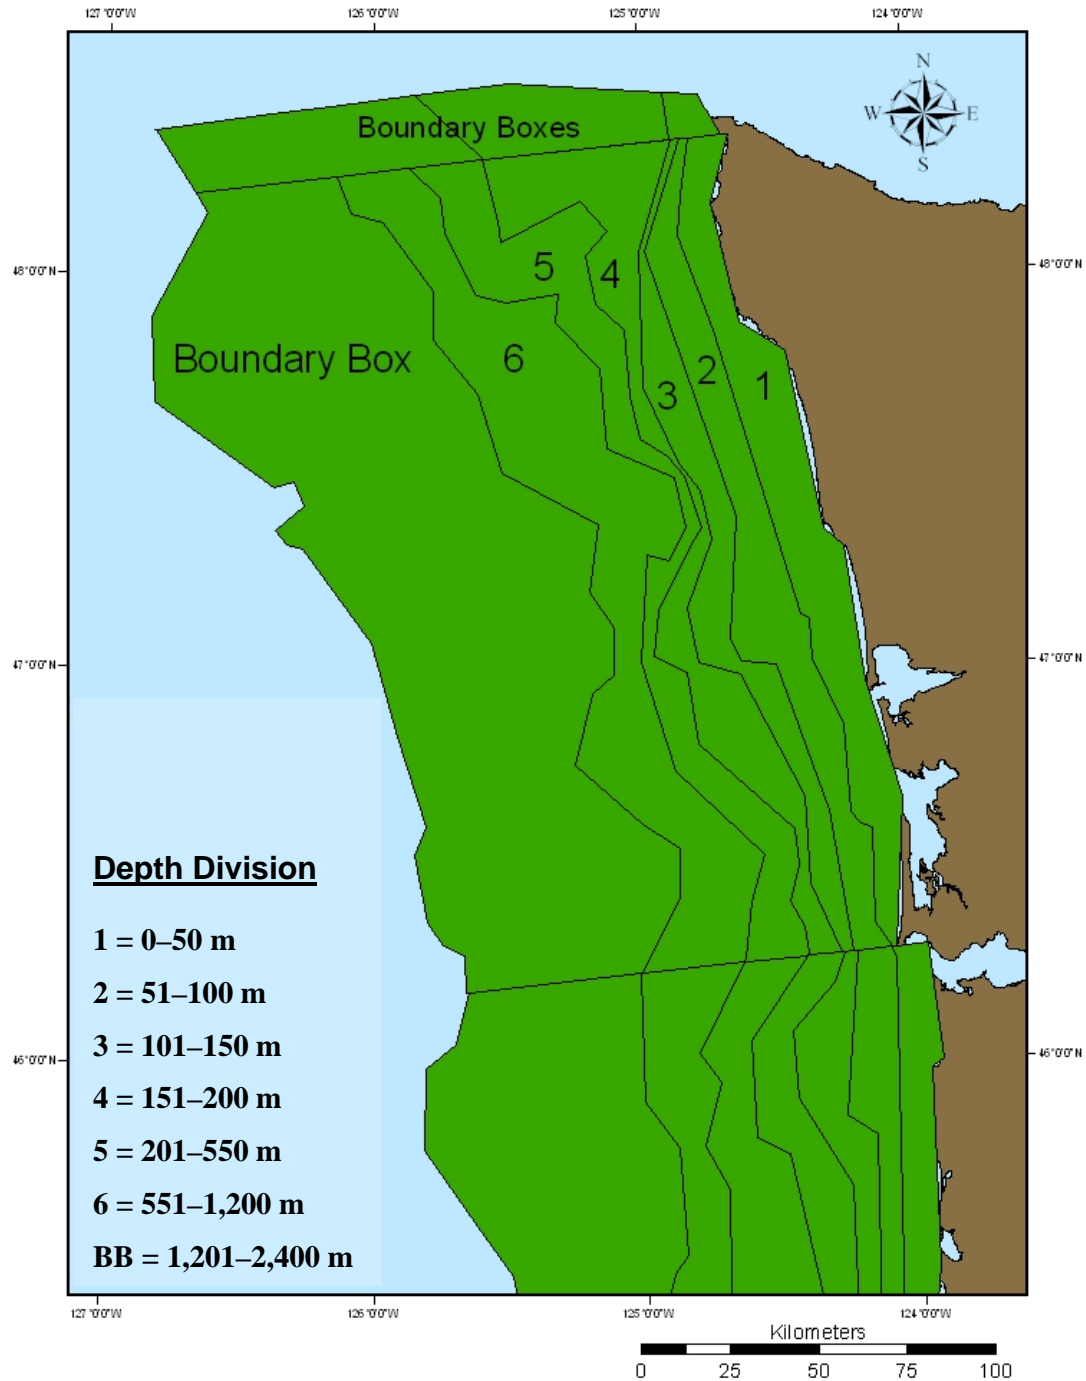 127°0'0"W 126°0'0"W 125°0'0"W 124°0'0"W
N
W E
S
Boundary Boxes
48°0'0"N 48°0'0"N
5 4
Boundary Box 6 3 2 1
47°0'0"N 47°0'0"N
Depth Division
1 = 0–50 m
2 = 51–100 m
3 = 101–150 m
46°0'0"N 46°0'0"N
4 = 151–200 m
5 = 201–550 m
6 = 551–1,200 m
BB = 1,201–2,400 m
127°0'0"W 126°0'0"W 125°0'0"W 124°0'0"W
Kilometers
0 25 50 75 100